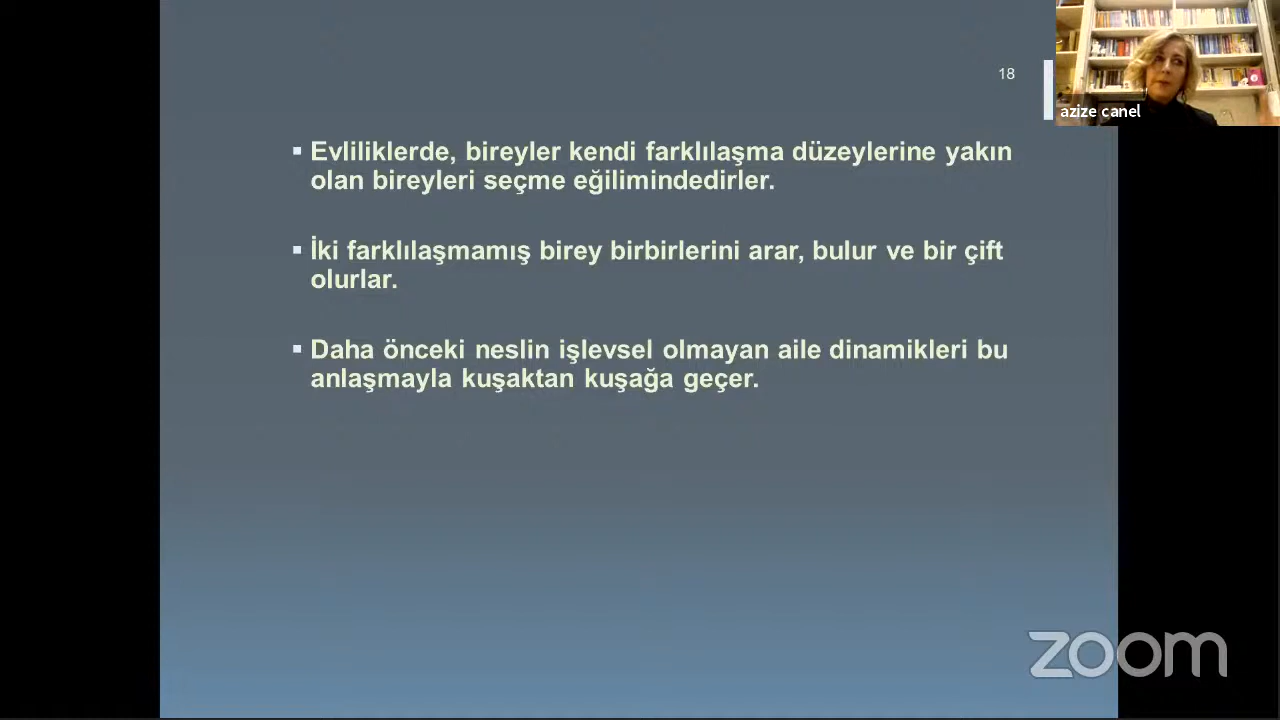 18
azize canel
Evliliklerde, bireyler kendi farklılaşma düzeylerine yakın
olan bireyleri seçme eğilimindedirler.
İki farklılaşmamış birey birbirlerini arar, bulur ve bir çift
olurlar.
Daha önceki neslin işlevsel olmayan aile dinamikleri bu
anlaşmayla kuşaktan kuşağa geçer.
zoom